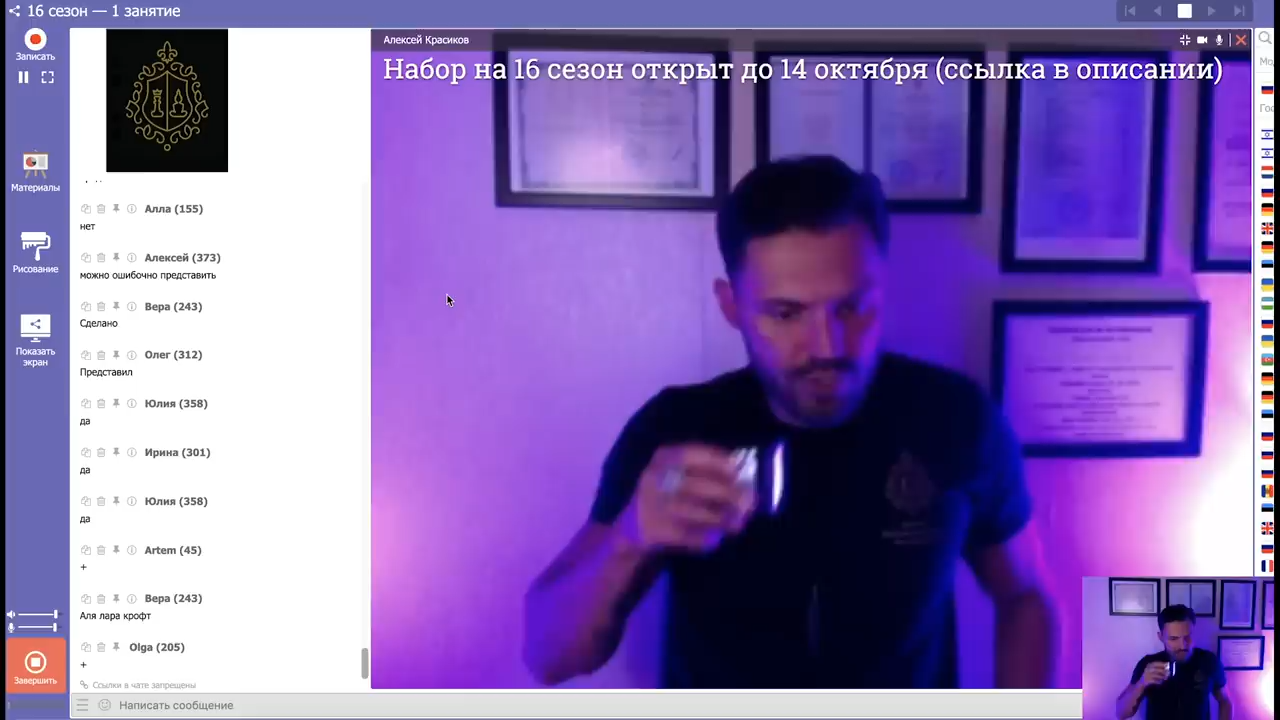 16 сезон — 1 занятие
Записать
Материалы
Рисование
Показать
экран
Завершить
Алла (155)
нет
Алексей (373)
можно ошибочно представить
Вера (243)
Сделано
Олег (312)
Представил
Юлия (358)
да
Ирина (301)
да
Юлия (358)
да
Artem (45)
+
Вера (243)
Аля лара крофт
Olga (205)
+
Ссылки в чате запрещены
Написать сообщение
Алексей Красиков
Набор на 16 сезон открыт до 14 октября (ссылка в описании)